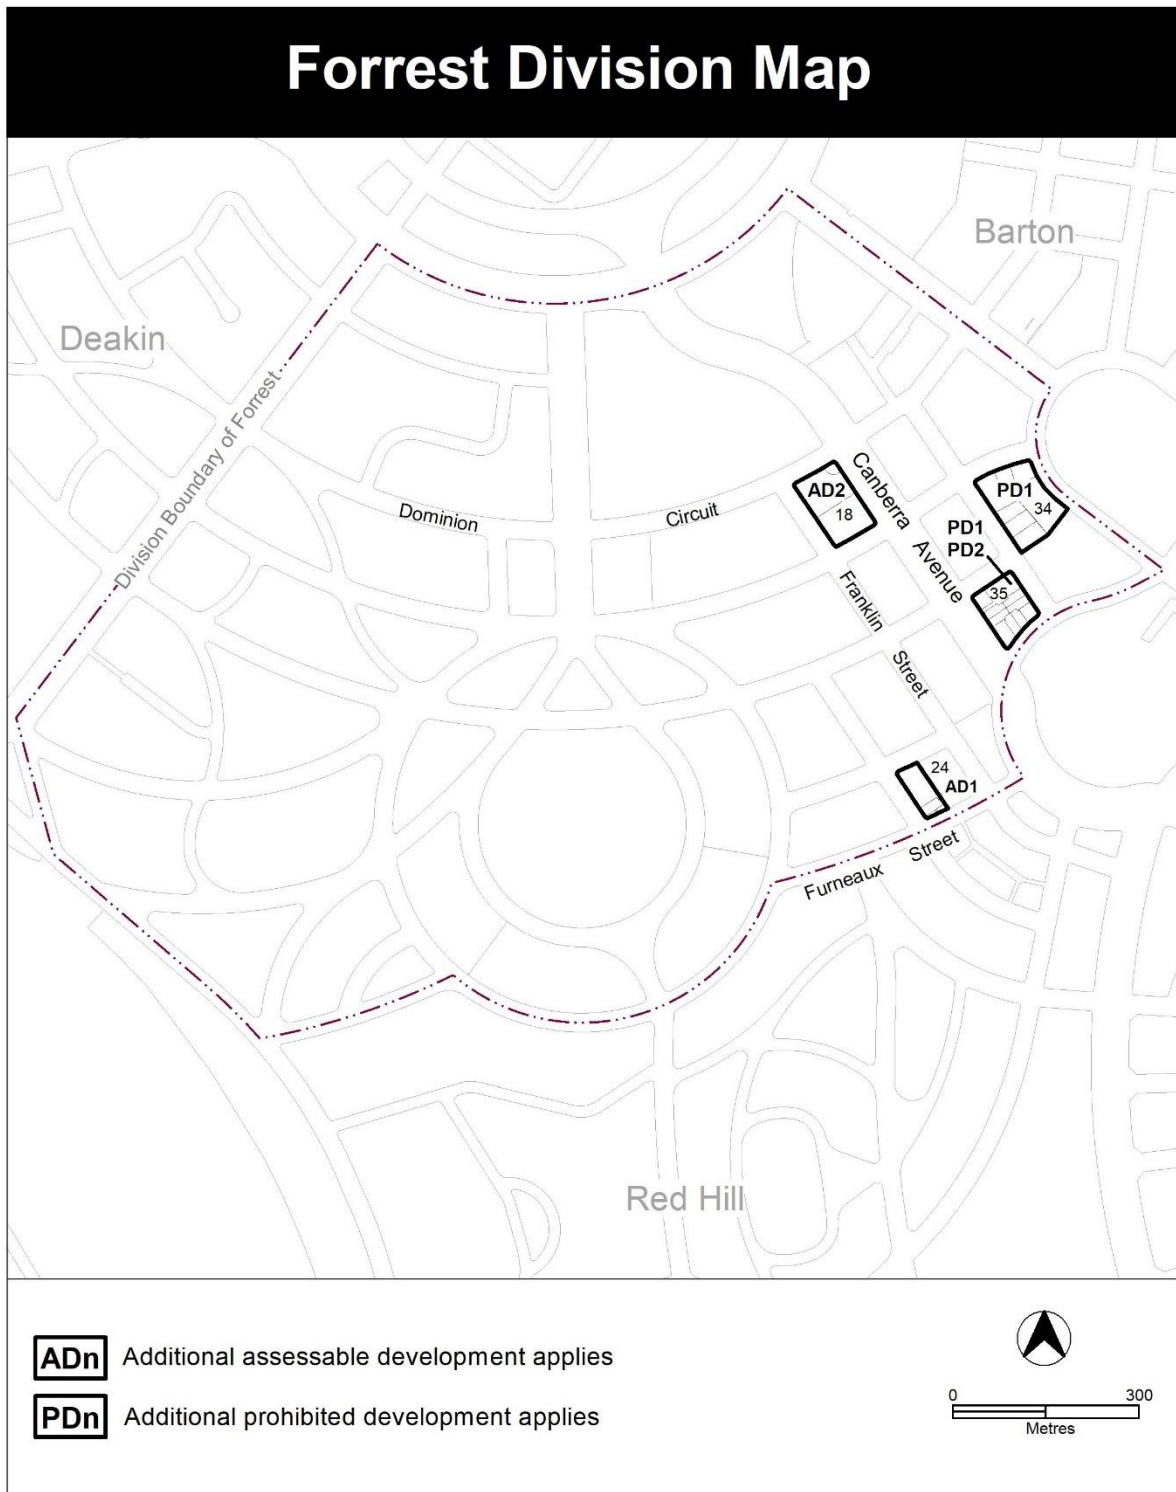 Forrest Division Map
Barton
Deakin
Division Boundary of Forrest
Dominion
Circuit
AD2
18
Canberra
Avenue
PD1
34
PD1
PD2
35
Franklin
Street
24
AD1
Furneaux
Street
Red Hill
ADn Additional assessable development applies
PDn Additional prohibited development applies
0 300
Metres